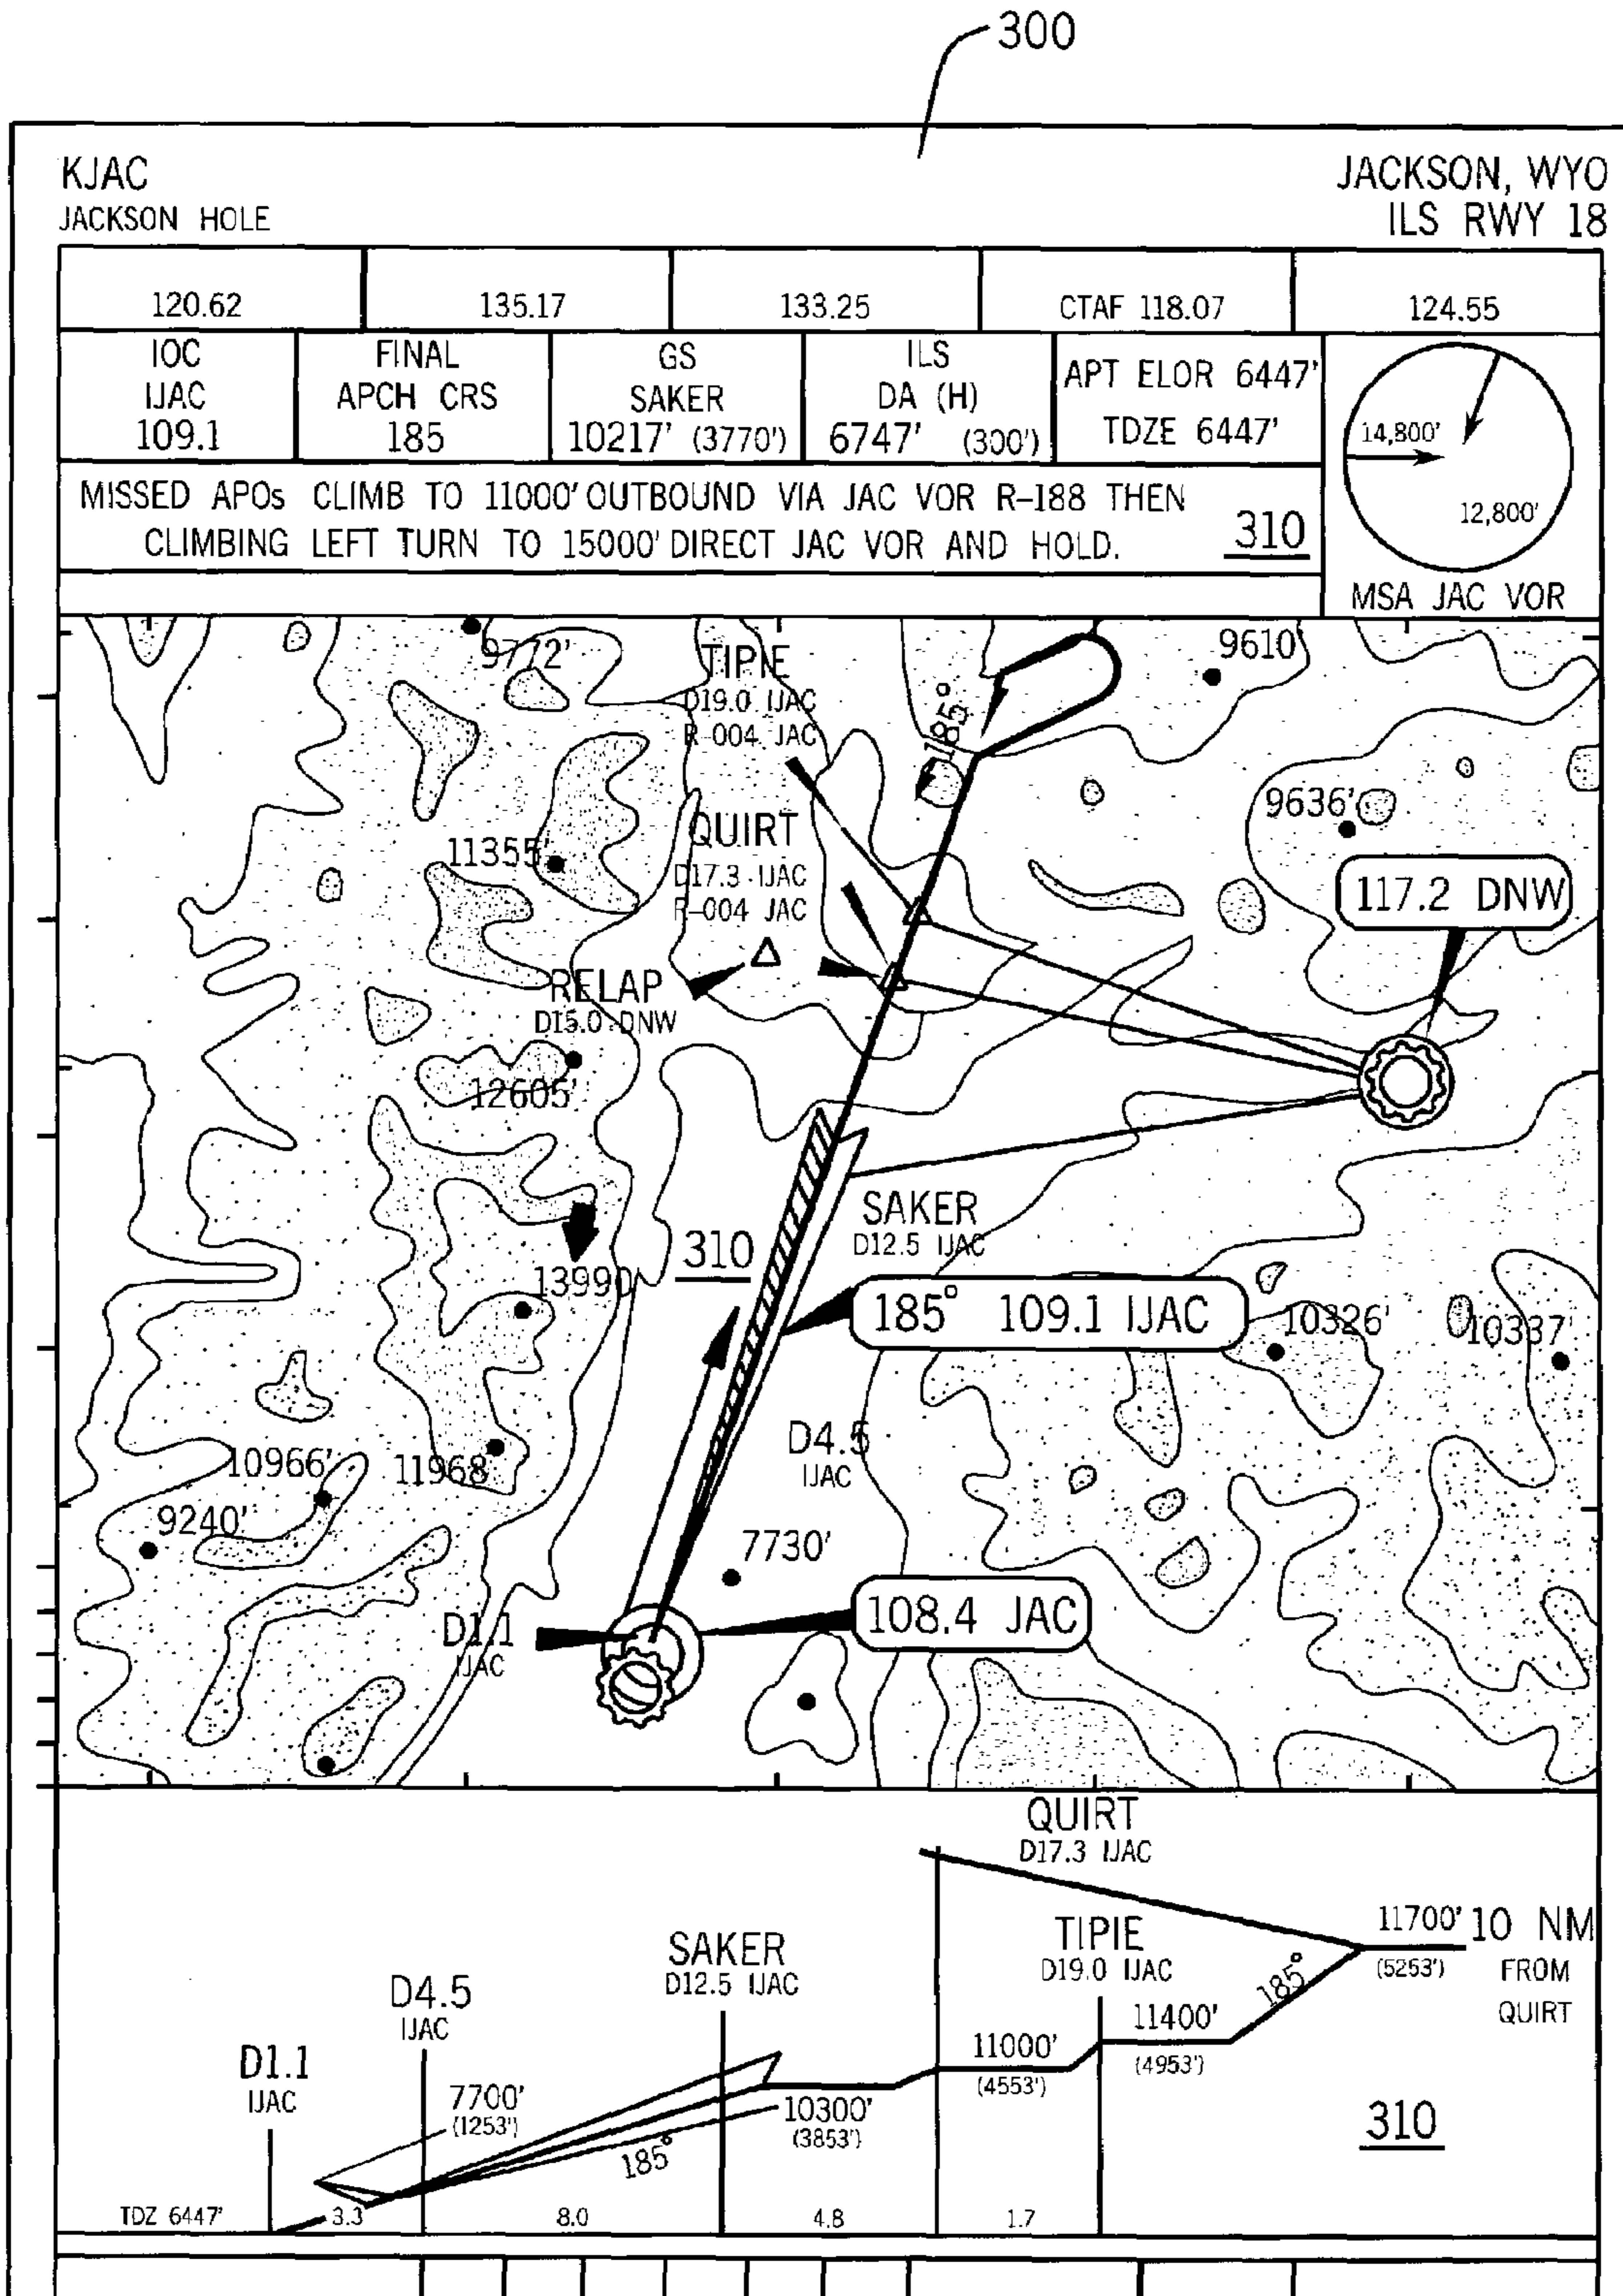 300
KJAC
JACKSON HOLE
JACKSON, WYO
ILS RWY 18
120.62
135.17
133.25
CTAF 118.07
124.55
IOC
IJAC
109.1
FINAL
APCH CRS
185
GS
SAKER
10217' (3770')
ILS
DA (H)
6747' (300')
APT ELOR 6447'
TDZE 6447'
14,800'
12,800'
MSA JAC VOR
MISSED APOs CLIMB TO 11000' OUTBOUND VIA JAC VOR R-188 THEN
CLIMBING LEFT TURN TO 15000' DIRECT JAC VOR AND HOLD.
310
9772'
TIPIE
D19.0 IJAC
R-004 JAC
185°
9610'
11355'
QUIRT
D17.3 IJAC
R-004 JAC
9636'
117.2 DNW
RELAP
D15.0 DNW
12605'
SAKER
D12.5 IJAC
310
13990'
185° 109.1 IJAC
10326'
10337'
10966'
11968'
D4.5
IJAC
9240'
7730'
D1.1
IJAC
108.4 JAC
QUIRT
D17.3 IJAC
11700'
(5253')
10 NM
FROM
QUIRT
TIPIE
D19.0 IJAC
185°
SAKER
D12.5 IJAC
D4.5
IJAC
11400'
(4953')
11000'
(4553')
D1.1
IJAC
7700'
(1253')
10300'
(3853')
185°
310
TDZ 6447'
3.3
8.0
4.8
1.7